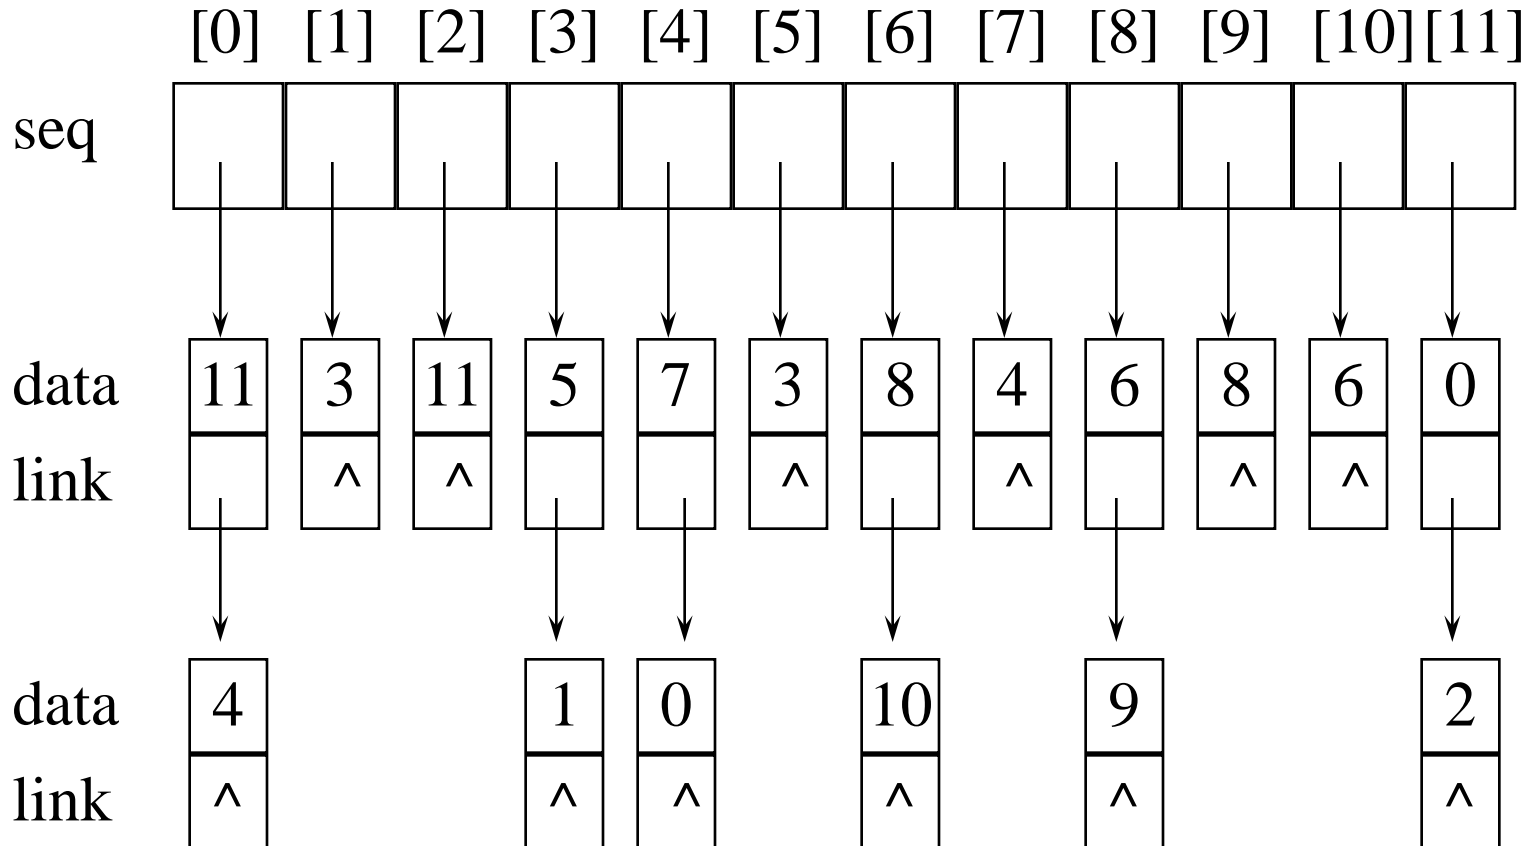 [0] [1] [2] [3] [4] [5] [6] [7] [8] [9] [10] [11]
seq
data 11 3 11 5 7 3 8 4 6 8 6 0
link ^ ^ ^ ^ ^ ^
data 4 1 0 10 9 2
link ^ ^ ^ ^ ^ ^